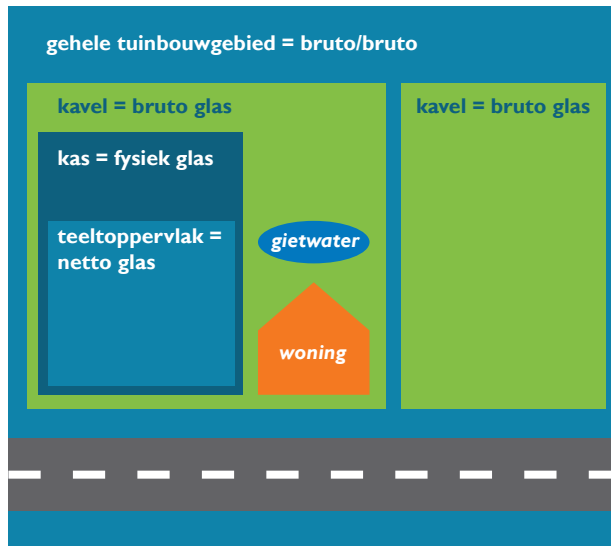 gehele tuinbouwgebied = bruto/bruto
kavel = bruto glas
kas = fysiek glas
teeltoppervlak =
netto glas
gietwater
woning
kavel = bruto glas